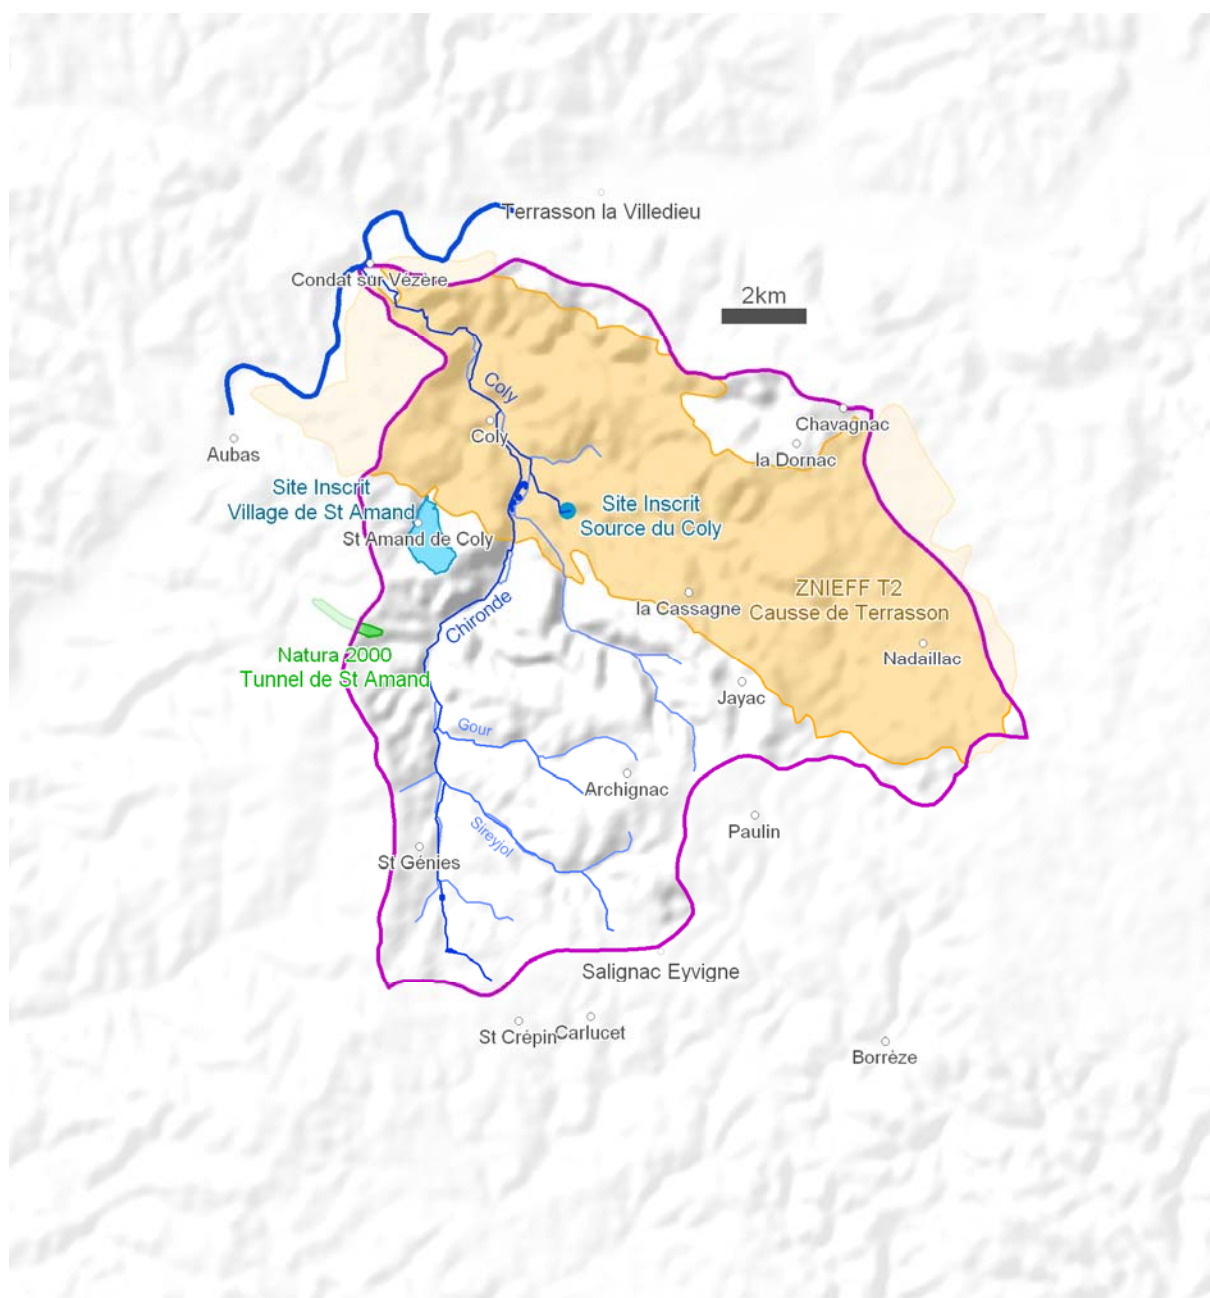 Terrasson la Villedieu
Condat sur Vézère
2km
Coly
Chavagnac
Coly
Aubas
la Dornac
Site Inscrit
Village de St Amand
Site Inscrit
Source du Coly
St Amand de Coly
ZNIEFF T2
Causse de Terrasson
la Cassagne
Chironde
Natura 2000
Tunnel de St Amand
Nadaillac
Jayac
Gour
Archignac
Sireyjol
Paulin
St Génies
Salignac Eyvigne
St Crépin
Carlucet
Borrèze